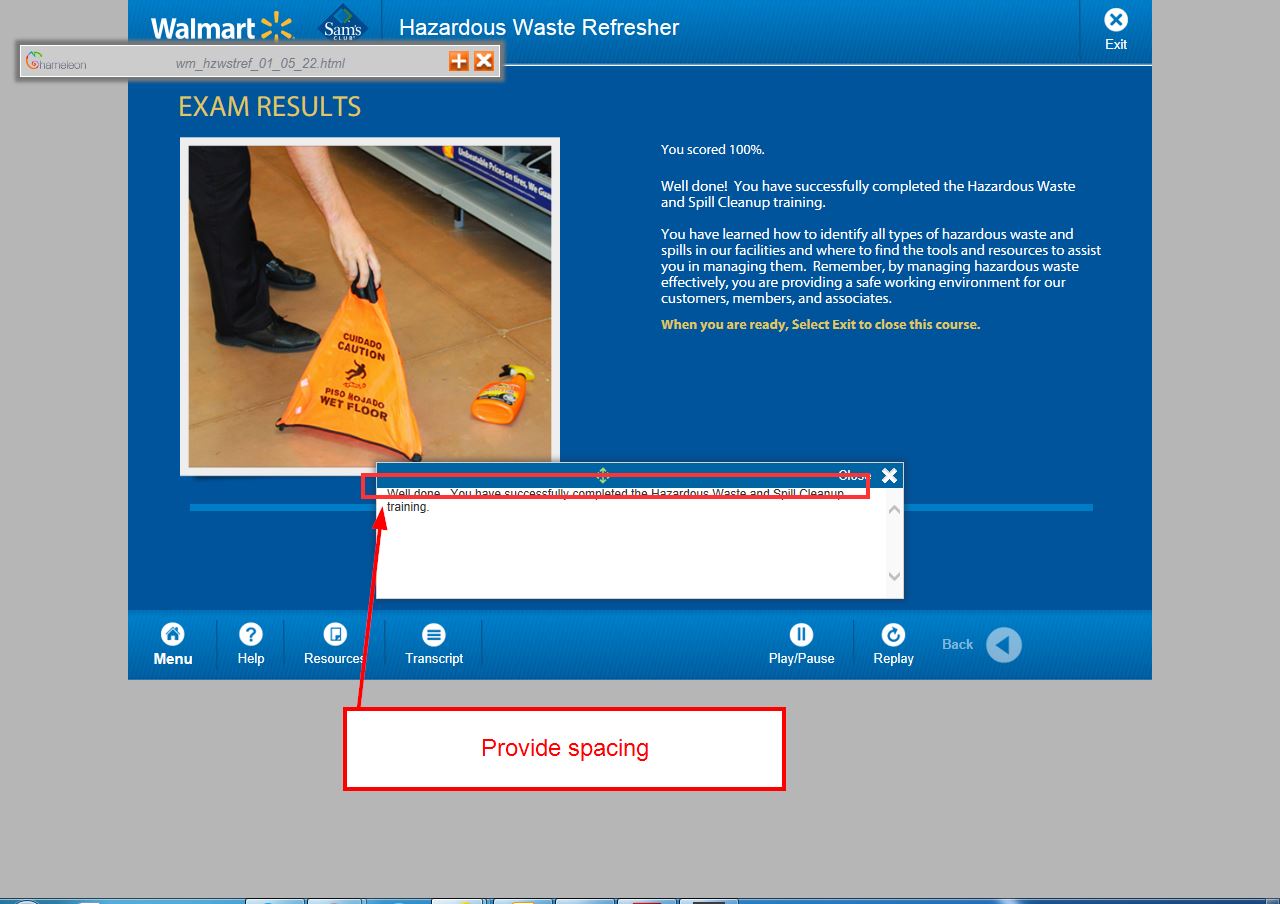 Walmart
Sam's
CLUB
Hazardous Waste Refresher
Exit
Chameleon
wm_hzwstref_01_05_22.html
EXAM RESULTS
Unbeatable Prices on tires, We Guar
CUIDADO
CAUTION
PISO MOJADO
WET FLOOR
You scored 100%.
Well done!  You have successfully completed the Hazardous Waste
and Spill Cleanup training.
You have learned how to identify all types of hazardous waste and
spills in our facilities and where to find the tools and resources to assist
you in managing them.  Remember, by managing hazardous waste
effectively, you are providing a safe working environment for our
customers, members, and associates.
When you are ready, Select Exit to close this course.
Close
Well done.  You have successfully completed the Hazardous Waste and Spill Cleanup
training.
Menu
Help
Resources
Transcript
Play/Pause
Replay
Back
Provide spacing